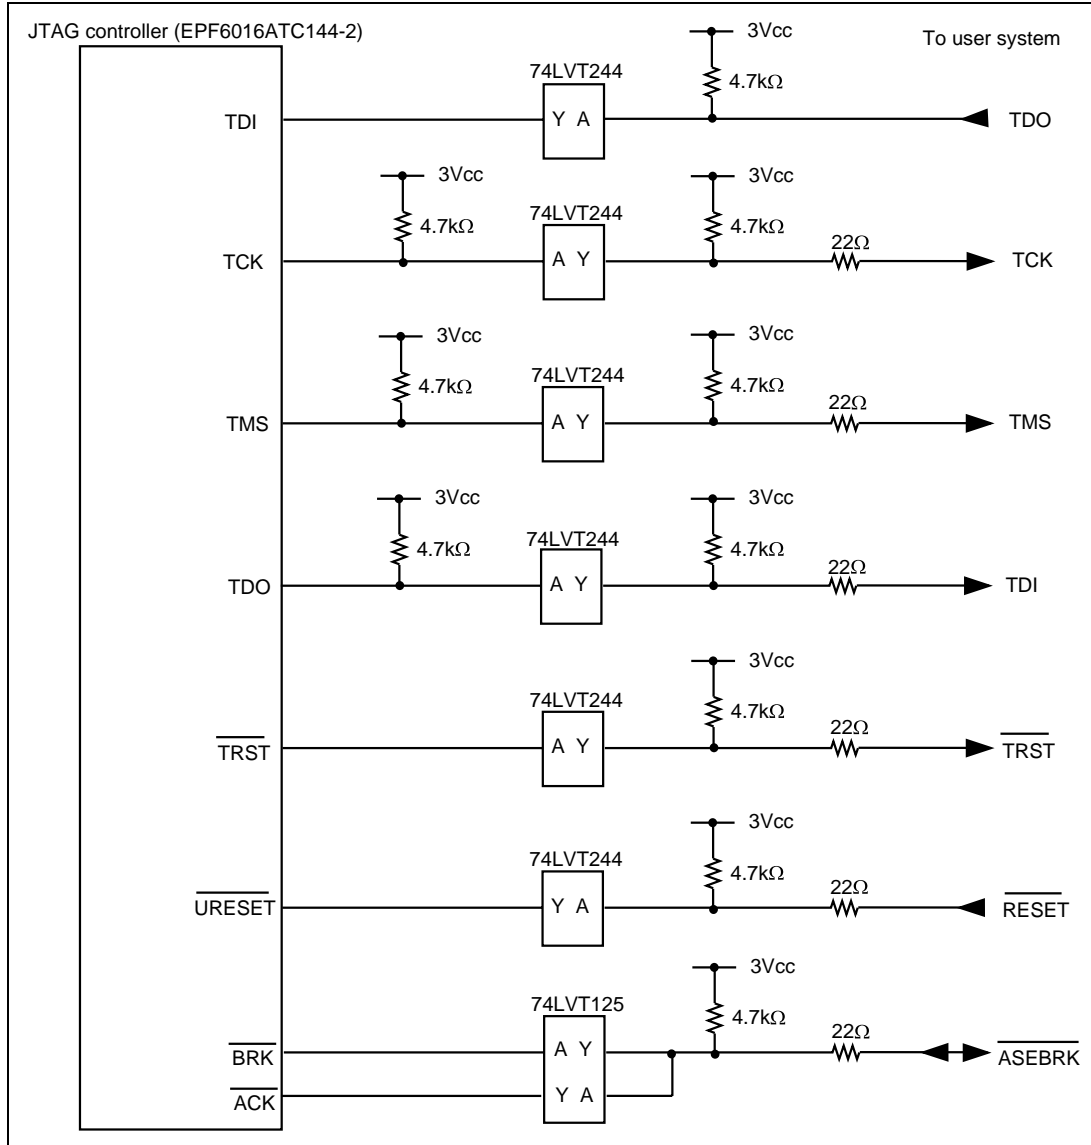 JTAG controller (EPF6016ATC144-2)
To user system
3Vcc
4.7kΩ
74LVT244
TDI
Y A
TDO
3Vcc
3Vcc
4.7kΩ
74LVT244
4.7kΩ
22Ω
TCK
A Y
TCK
3Vcc
3Vcc
4.7kΩ
74LVT244
4.7kΩ
22Ω
TMS
A Y
TMS
3Vcc
3Vcc
4.7kΩ
74LVT244
4.7kΩ
22Ω
TDO
A Y
TDI
3Vcc
74LVT244
4.7kΩ
22Ω
TRST
A Y
TRST
3Vcc
74LVT244
4.7kΩ
22Ω
URESET
Y A
RESET
3Vcc
74LVT125
4.7kΩ
22Ω
BRK
A Y
ASEBRK
ACK
Y A